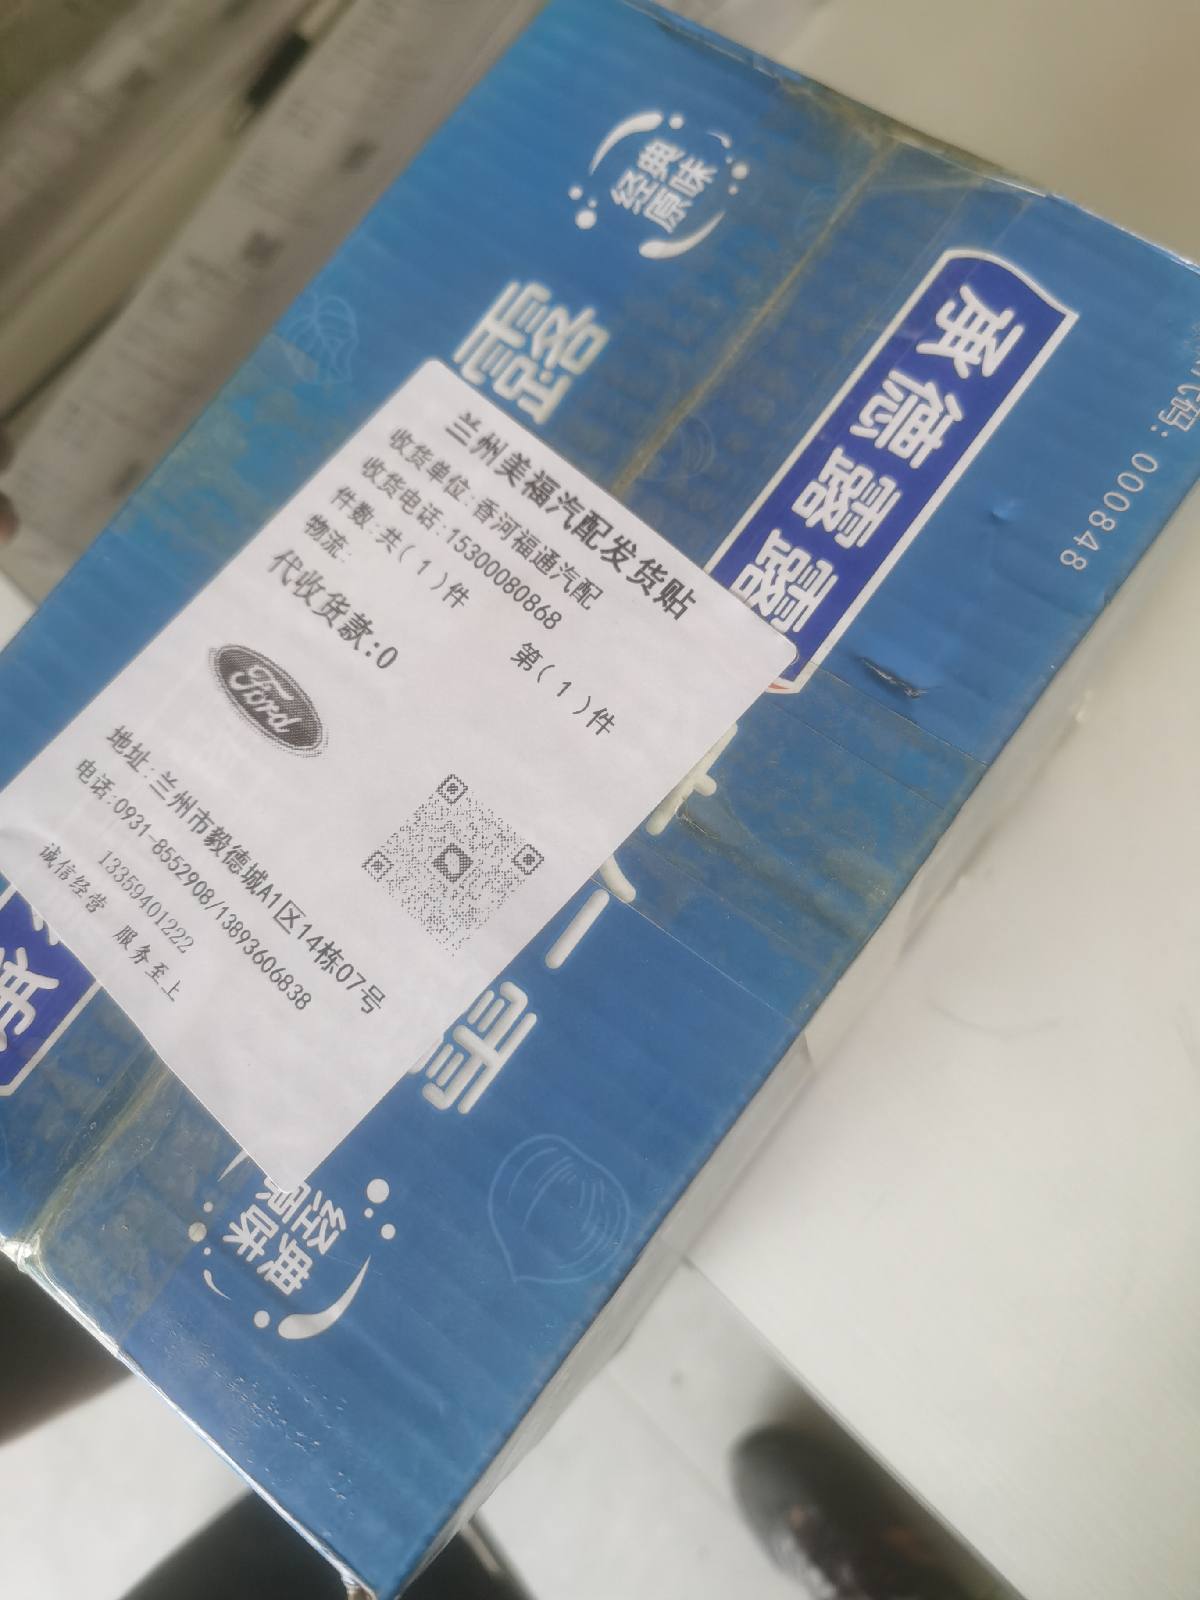 经典
原味
露
承德露露
代码：000848
兰州美福汽配发货贴
收货单位:香河福通汽配
收货电话:15300080868
件数:共( 1 )件 第( 1 )件
物流:
代收货款:0
Ford
地址:兰州市毅德城A1区14栋07号
电话:0931-8552908/13893606838
13359401222
诚信经营 服务至上
经典
原味